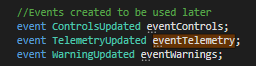 //Events created to be used later
event ControlsUpdated eventControls;
event TelemetryUpdated eventTelemetry;
event WarningUpdated eventWarnings;